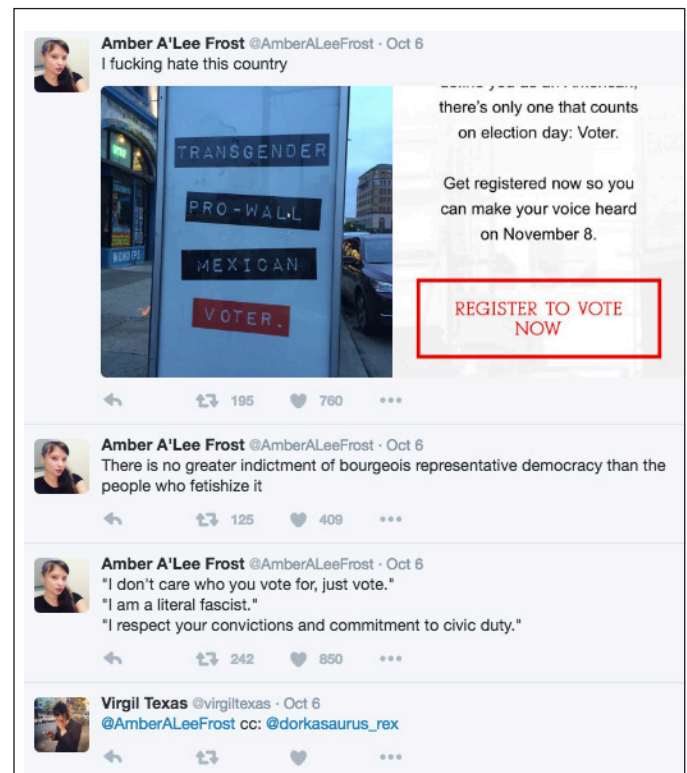 Amber A'Lee Frost @AmberALeeFrost · Oct 6
I fucking hate this country
TRANSGENDER
PRO-WALL
MEXICAN
VOTER.
there's only one that counts
on election day: Voter.
Get registered now so you
can make your voice heard
on November 8.
REGISTER TO VOTE
NOW
195 760
Amber A'Lee Frost @AmberALeeFrost · Oct 6
There is no greater indictment of bourgeois representative democracy than the
people who fetishize it
125 409
Amber A'Lee Frost @AmberALeeFrost · Oct 6
"I don't care who you vote for, just vote."
"I am a literal fascist."
"I respect your convictions and commitment to civic duty."
242 850
Virgil Texas @virgiltexas · Oct 6
@AmberALeeFrost cc: @dorkasaurus_rex